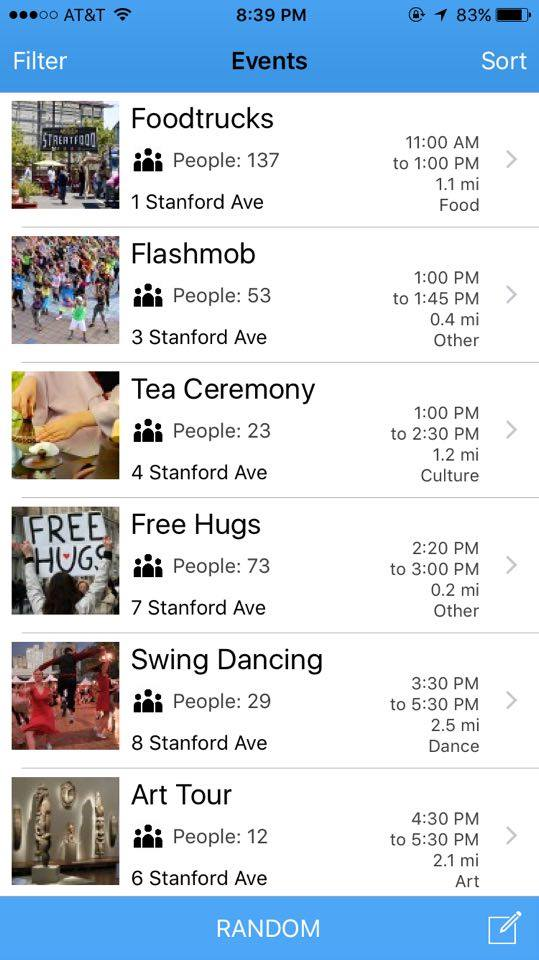 AT&T 8:39 PM 83%
Filter Events Sort
STREATFOOD
Foodtrucks
People: 137
1 Stanford Ave
11:00 AM
to 1:00 PM
1.1 mi
Food
Flashmob
People: 53
3 Stanford Ave
1:00 PM
to 1:45 PM
0.4 mi
Other
Tea Ceremony
People: 23
4 Stanford Ave
1:00 PM
to 2:30 PM
1.2 mi
Culture
FREE
HUGS
Free Hugs
People: 73
7 Stanford Ave
2:20 PM
to 3:00 PM
0.2 mi
Other
Swing Dancing
People: 29
8 Stanford Ave
3:30 PM
to 5:30 PM
2.5 mi
Dance
Art Tour
People: 12
6 Stanford Ave
4:30 PM
to 5:30 PM
2.1 mi
Art
RANDOM